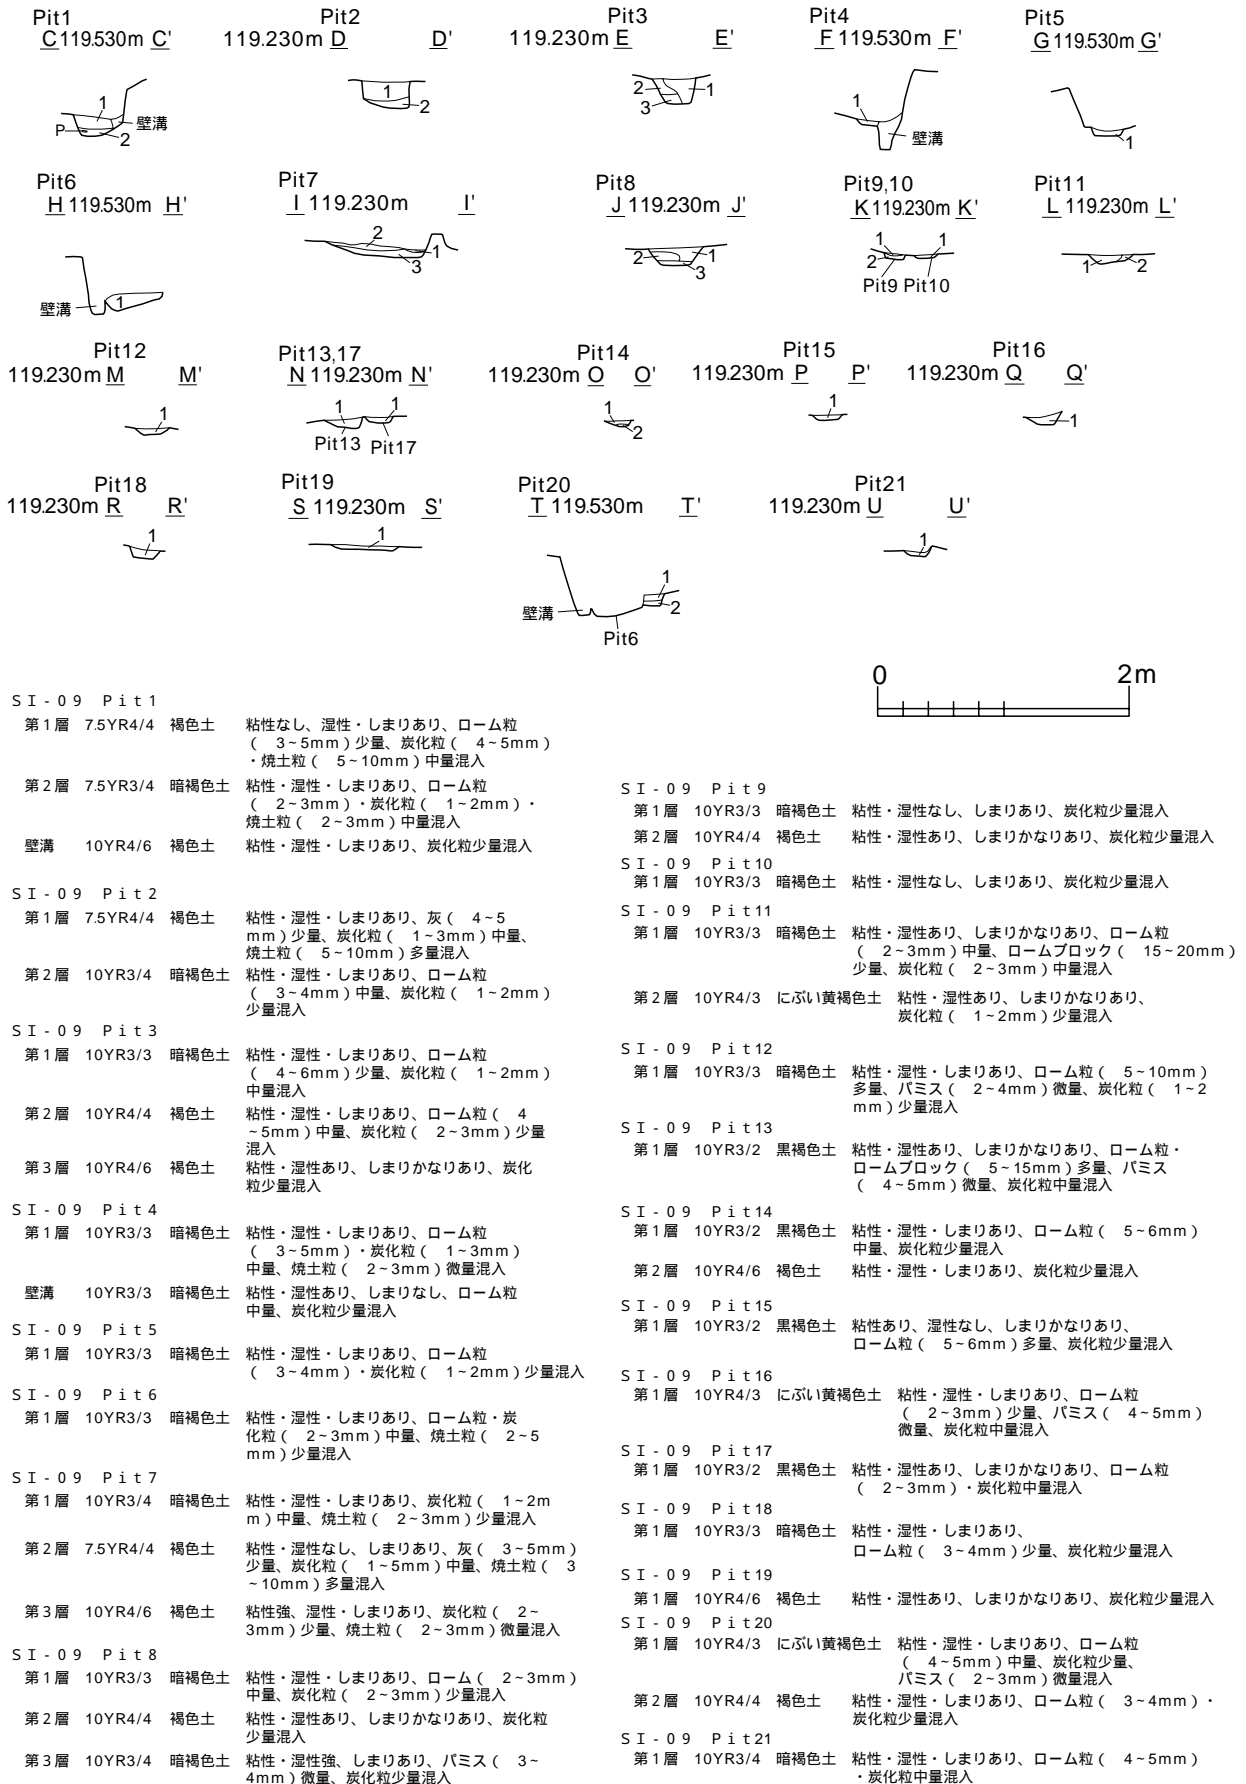 Pit1
C 119.530m C'
Pit2
119.230m D D'
Pit3
119.230m E E'
Pit4
F 119.530m F'
Pit5
G 119.530m G'
1
P
2
壁溝
1
2
2
3
1
1
壁溝
1
Pit6
H 119.530m H'
Pit7
I 119.230m I'
Pit8
J 119.230m J'
Pit9,10
K 119.230m K'
Pit11
L 119.230m L'
壁溝
1
2
1
3
2
1
3
1
1
2
Pit9 Pit10
1
2
Pit12
119.230m M M'
Pit13,17
N 119.230m N'
Pit14
119.230m O O'
Pit15
119.230m P P'
Pit16
119.230m Q Q'
1
1
1
Pit13 Pit17
1
2
1
1
Pit18
119.230m R R'
Pit19
S 119.230m S'
Pit20
T 119.530m T'
Pit21
119.230m U U'
1
1
壁溝
1
2
Pit6
1
0 2m
SI-09 Pit1
第1層 7.5YR4/4 褐色土 粘性なし、湿性・しまりあり、ローム粒
( 3~5mm)少量、炭化粒( 4~5mm)
・焼土粒( 5~10mm)中量混入
第2層 7.5YR3/4 暗褐色土 粘性・湿性・しまりあり、ローム粒
( 2~3mm)・炭化粒( 1~2mm)・
焼土粒( 2~3mm)中量混入
壁溝 10YR4/6 褐色土 粘性・湿性・しまりあり、炭化粒少量混入
SI-09 Pit2
第1層 7.5YR4/4 褐色土 粘性・湿性・しまりあり、灰( 4~5
mm)少量、炭化粒( 1~3mm)中量、
焼土粒( 5~10mm)多量混入
第2層 10YR3/4 暗褐色土 粘性・湿性・しまりあり、ローム粒
( 3~4mm)中量、炭化粒( 1~2mm)
少量混入
SI-09 Pit3
第1層 10YR3/3 暗褐色土 粘性・湿性・しまりあり、ローム粒
( 4~6mm)少量、炭化粒( 1~2mm)
中量混入
第2層 10YR4/4 褐色土 粘性・湿性・しまりあり、ローム粒( 4
~5mm)中量、炭化粒( 2~3mm)少量
混入
第3層 10YR4/6 褐色土 粘性・湿性あり、しまりかなりあり、炭化
粒少量混入
SI-09 Pit4
第1層 10YR3/3 暗褐色土 粘性・湿性・しまりあり、ローム粒
( 3~5mm)・炭化粒( 1~3mm)
中量、焼土粒( 2~3mm)微量混入
壁溝 10YR3/3 暗褐色土 粘性・湿性あり、しまりなし、ローム粒
中量、炭化粒少量混入
SI-09 Pit5
第1層 10YR3/3 暗褐色土 粘性・湿性・しまりあり、ローム粒
( 3~4mm)・炭化粒( 1~2mm)少量混入
SI-09 Pit6
第1層 10YR3/3 暗褐色土 粘性・湿性・しまりあり、ローム粒・炭
化粒( 2~3mm)中量、焼土粒( 2~5
mm)少量混入
SI-09 Pit7
第1層 10YR3/4 暗褐色土 粘性・湿性・しまりあり、炭化粒( 1~2m
m)中量、焼土粒( 2~3mm)少量混入
第2層 7.5YR4/4 褐色土 粘性・湿性なし、しまりあり、灰( 3~5mm)
少量、炭化粒( 1~5mm)中量、焼土粒( 3
~10mm)多量混入
第3層 10YR4/6 褐色土 粘性強、湿性・しまりあり、炭化粒( 2~
3mm)少量、焼土粒( 2~3mm)微量混入
SI-09 Pit8
第1層 10YR3/3 暗褐色土 粘性・湿性・しまりあり、ローム( 2~3mm)
中量、炭化粒( 2~3mm)少量混入
第2層 10YR4/4 褐色土 粘性・湿性あり、しまりかなりあり、炭化粒
少量混入
第3層 10YR3/4 暗褐色土 粘性・湿性強、しまりあり、パミス( 3~
4mm)微量、炭化粒少量混入
SI-09 Pit9
第1層 10YR3/3 暗褐色土 粘性・湿性なし、しまりあり、炭化粒少量混入
第2層 10YR4/4 褐色土 粘性・湿性あり、しまりかなりあり、炭化粒少量混入
SI-09 Pit10
第1層 10YR3/3 暗褐色土 粘性・湿性なし、しまりあり、炭化粒少量混入
SI-09 Pit11
第1層 10YR3/3 暗褐色土 粘性・湿性あり、しまりかなりあり、ローム粒
( 2~3mm)中量、ロームブロック( 15~20mm)
少量、炭化粒( 2~3mm)中量混入
第2層 10YR4/3 にぶい黄褐色土 粘性・湿性あり、しまりかなりあり、
炭化粒( 1~2mm)少量混入
SI-09 Pit12
第1層 10YR3/3 暗褐色土 粘性・湿性・しまりあり、ローム粒( 5~10mm)
多量、パミス( 2~4mm)微量、炭化粒( 1~2
mm)少量混入
SI-09 Pit13
第1層 10YR3/2 黒褐色土 粘性・湿性あり、しまりかなりあり、ローム粒・
ロームブロック( 5~15mm)多量、パミス
( 4~5mm)微量、炭化粒中量混入
SI-09 Pit14
第1層 10YR3/2 黒褐色土 粘性・湿性・しまりあり、ローム粒( 5~6mm)
中量、炭化粒少量混入
第2層 10YR4/6 褐色土 粘性・湿性・しまりあり、炭化粒少量混入
SI-09 Pit15
第1層 10YR3/2 黒褐色土 粘性あり、湿性なし、しまりかなりあり、
ローム粒( 5~6mm)多量、炭化粒少量混入
SI-09 Pit16
第1層 10YR4/3 にぶい黄褐色土 粘性・湿性・しまりあり、ローム粒
( 2~3mm)少量、パミス( 4~5mm)
微量、炭化粒中量混入
SI-09 Pit17
第1層 10YR3/2 黒褐色土 粘性・湿性あり、しまりかなりあり、ローム粒
( 2~3mm)・炭化粒中量混入
SI-09 Pit18
第1層 10YR3/3 暗褐色土 粘性・湿性・しまりあり、
ローム粒( 3~4mm)少量、炭化粒少量混入
SI-09 Pit19
第1層 10YR4/6 褐色土 粘性・湿性あり、しまりかなりあり、炭化粒少量混入
SI-09 Pit20
第1層 10YR4/3 にぶい黄褐色土 粘性・湿性・しまりあり、ローム粒
( 4~5mm)中量、炭化粒少量、
パミス( 2~3mm)微量混入
第2層 10YR4/4 褐色土 粘性・湿性・しまりあり、ローム粒( 3~4mm)・
炭化粒少量混入
SI-09 Pit21
第1層 10YR3/4 暗褐色土 粘性・湿性・しまりあり、ローム粒( 4~5mm)
・炭化粒中量混入